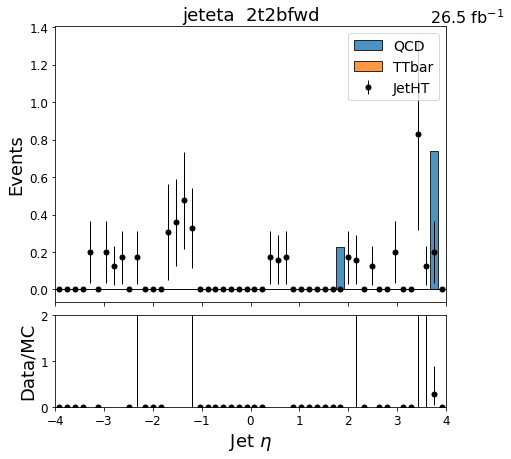 jeteta 2t2bfwd
26.5 fb⁻¹
QCD
TTbar
JetHT
Events
1.4
1.2
1.0
0.8
0.6
0.4
0.2
0.0
Data/MC
2
1
0
−4 −3 −2 −1 0 1 2 3 4
Jet η